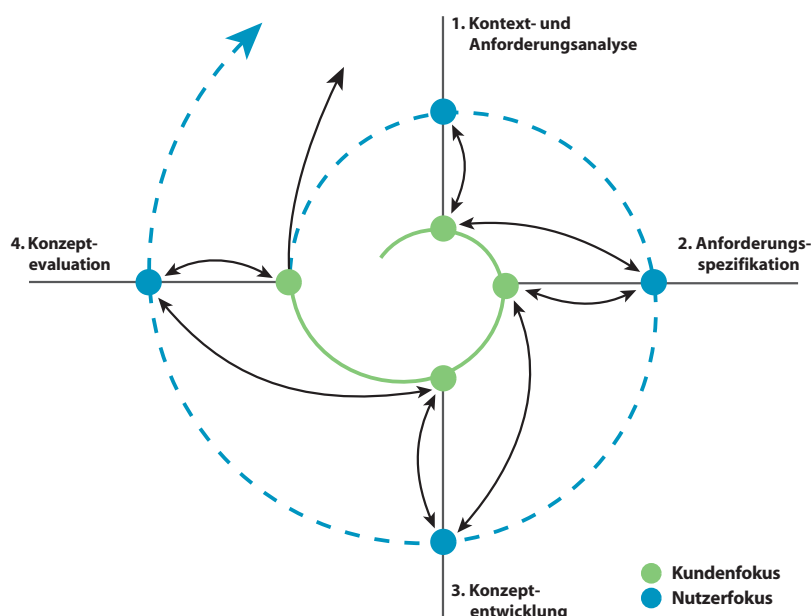 1. Kontext- und
Anforderungsanalyse
2. Anforderungs-
spezifikation
4. Konzept-
evaluation
3. Konzept-
entwicklung
Kundenfokus
Nutzerfokus